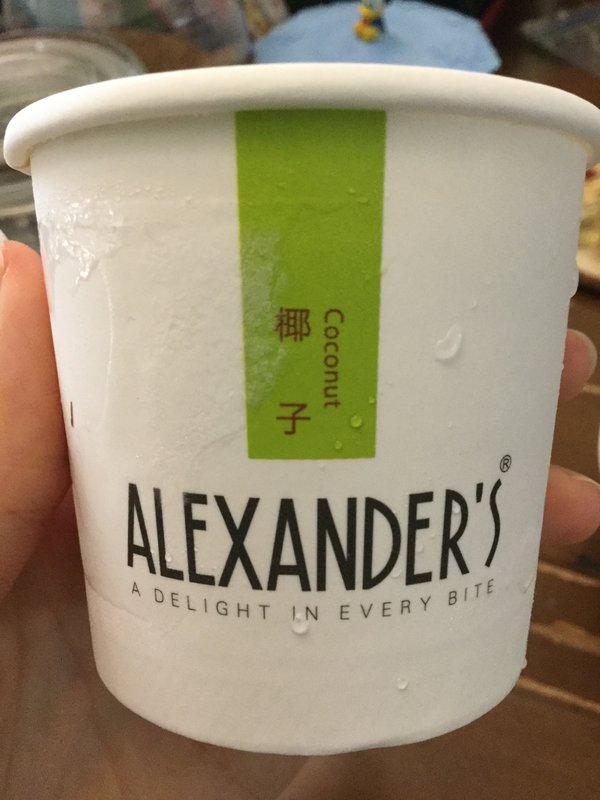 椰子
Coconut
ALEXANDER'S®
A DELIGHT IN EVERY BITE